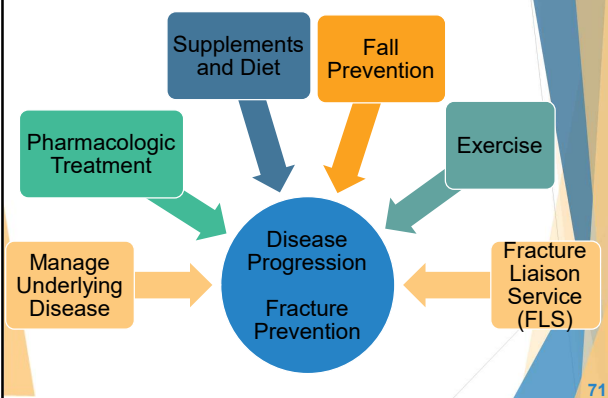 Supplements
and Diet
Fall
Prevention
Pharmacologic
Treatment
Exercise
Manage
Underlying
Disease
Disease
Progression
Fracture
Prevention
Fracture
Liaison
Service
(FLS)
71